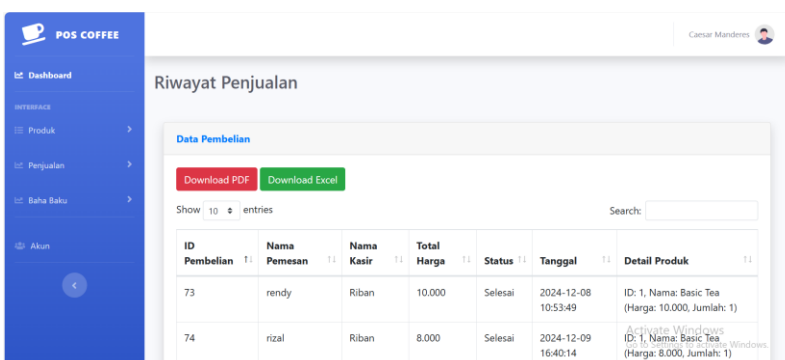 POS COFFEE
Caesar Manderes
Dashboard
Riwayat Penjualan
INTERFACE
Produk
Data Pembelian
Penjualan
Download PDF Download Excel
Baha Baku
Show 10 entries
Search:
Akun
ID Pembelian Nama Pemesan Nama Kasir Total Harga Status Tanggal Detail Produk
73 rendy Riban 10.000 Selesai 2024-12-08 ID: 1, Nama: Basic Tea
10:53:49 (Harga: 10.000, Jumlah: 1)
Activate Windows
74 rizal Riban 8.000 Selesai 2024-12-09 ID: 1, Nama: Basic Tea
Go to Settings to activate Windows.
16:40:14 (Harga: 8.000, Jumlah: 1)